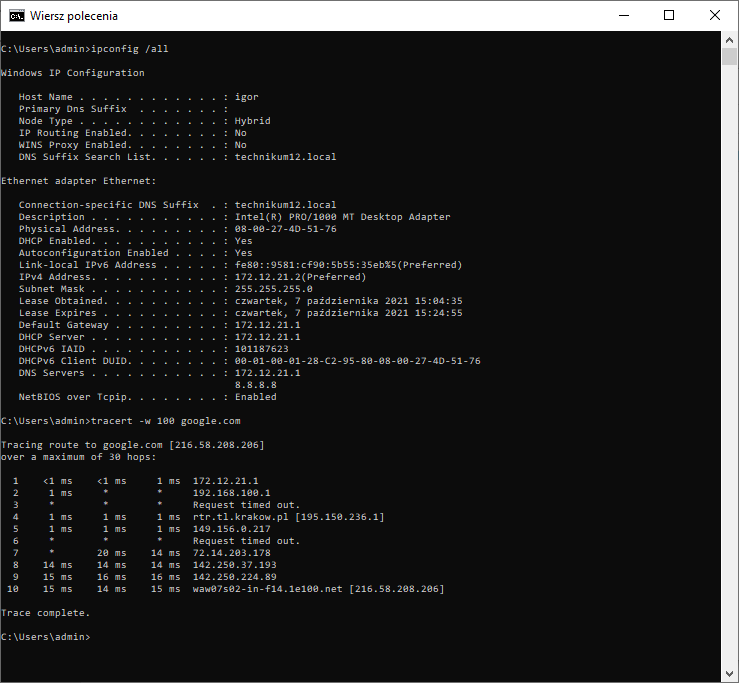 Wiersz polecenia
C:\Users\admin>ipconfig /all
Windows IP Configuration
Host Name . . . . . . . . . . . . : igor
Primary Dns Suffix . . . . . . . :
Node Type . . . . . . . . . . . . : Hybrid
IP Routing Enabled. . . . . . . . : No
WINS Proxy Enabled. . . . . . . . : No
DNS Suffix Search List. . . . . . : technikum12.local
Ethernet adapter Ethernet:
Connection-specific DNS Suffix . : technikum12.local
Description . . . . . . . . . . . : Intel(R) PRO/1000 MT Desktop Adapter
Physical Address. . . . . . . . . : 08-00-27-4D-51-76
DHCP Enabled. . . . . . . . . . . : Yes
Autoconfiguration Enabled . . . . : Yes
Link-local IPv6 Address . . . . . : fe80::9581:cf90:5b55:35eb%5(Preferred)
IPv4 Address. . . . . . . . . . . : 172.12.21.2(Preferred)
Subnet Mask . . . . . . . . . . . : 255.255.255.0
Lease Obtained. . . . . . . . . . : czwartek, 7 października 2021 15:04:35
Lease Expires . . . . . . . . . . : czwartek, 7 października 2021 15:24:55
Default Gateway . . . . . . . . . : 172.12.21.1
DHCP Server . . . . . . . . . . . : 172.12.21.1
DHCPv6 IAID . . . . . . . . . . . : 101187623
DHCPv6 Client DUID. . . . . . . . : 00-01-00-01-28-C2-95-80-08-00-27-4D-51-76
DNS Servers . . . . . . . . . . . : 172.12.21.1
8.8.8.8
NetBIOS over Tcpip. . . . . . . . : Enabled
C:\Users\admin>tracert -w 100 google.com
Tracing route to google.com [216.58.208.206]
over a maximum of 30 hops:
1 <1 ms <1 ms 1 ms 172.12.21.1
2 1 ms * * 192.168.100.1
3 * * * Request timed out.
4 1 ms 1 ms 1 ms rtr.tl.krakow.pl [195.150.236.1]
5 1 ms 1 ms 1 ms 149.156.0.217
6 * * * Request timed out.
7 * 20 ms 14 ms 72.14.203.178
8 14 ms 14 ms 14 ms 142.250.37.193
9 15 ms 16 ms 16 ms 142.250.224.89
10 15 ms 14 ms 15 ms waw07s02-in-f14.1e100.net [216.58.208.206]
Trace complete.
C:\Users\admin>